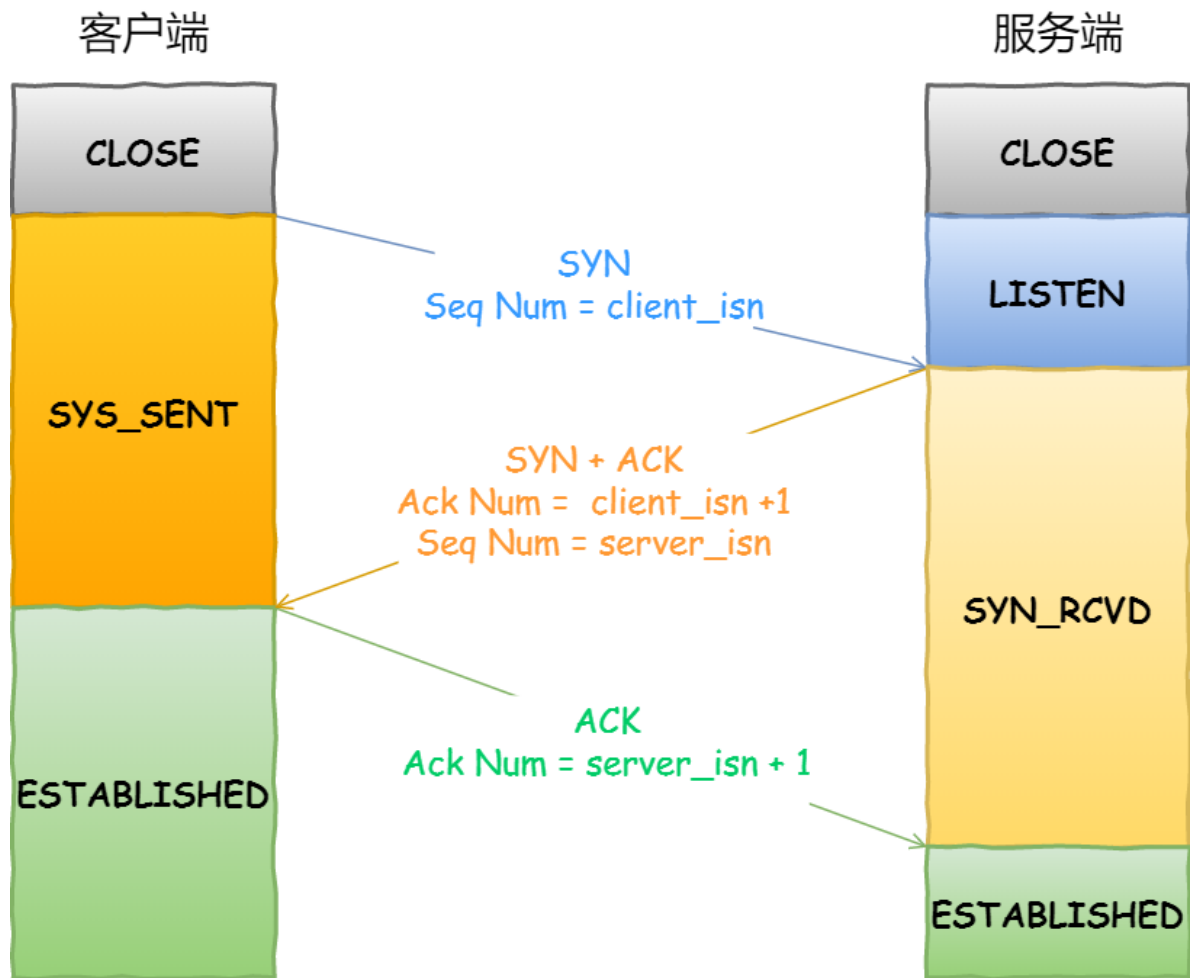 客户端
服务端
CLOSE
CLOSE
SYN
Seq Num = client_isn
LISTEN
SYS_SENT
SYN + ACK
Ack Num = client_isn +1
Seq Num = server_isn
SYN_RCVD
ACK
Ack Num = server_isn + 1
ESTABLISHED
ESTABLISHED